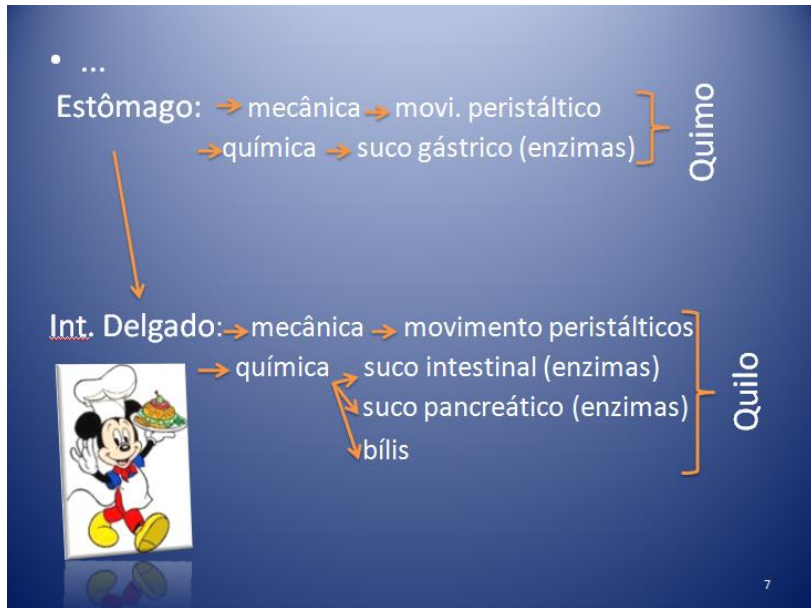 • ...
Estômago: mecânica movi. peristáltico
química suco gástrico (enzimas)
Quimo
Int. Delgado: mecânica movimento peristálticos
química suco intestinal (enzimas)
suco pancreático (enzimas)
bílis
Quilo
7